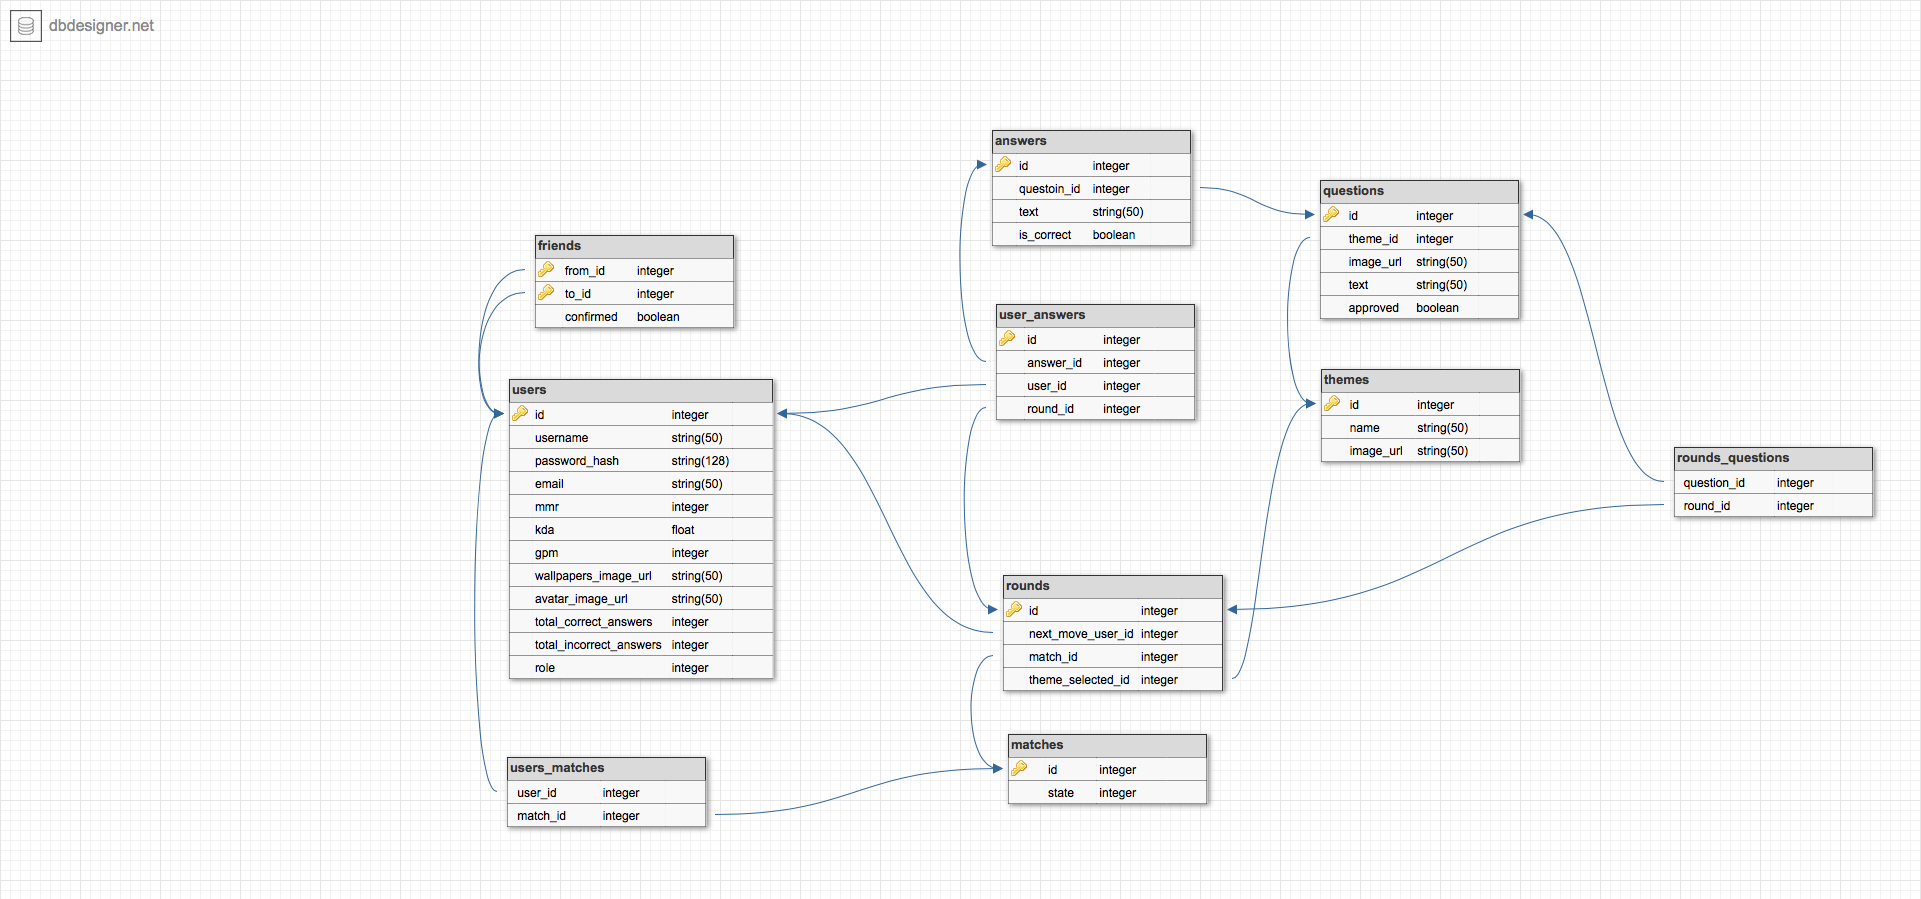 dbdesigner.net
answers
id integer
questoin_id integer
text string(50)
is_correct boolean
questions
id integer
theme_id integer
image_url string(50)
text string(50)
approved boolean
friends
from_id integer
to_id integer
confirmed boolean
user_answers
id integer
answer_id integer
user_id integer
round_id integer
users
id integer
username string(50)
password_hash string(128)
email string(50)
mmr integer
kda float
gpm integer
wallpapers_image_url string(50)
avatar_image_url string(50)
total_correct_answers integer
total_incorrect_answers integer
role integer
themes
id integer
name string(50)
image_url string(50)
rounds_questions
question_id integer
round_id integer
rounds
id integer
next_move_user_id integer
match_id integer
theme_selected_id integer
matches
id integer
state integer
users_matches
user_id integer
match_id integer